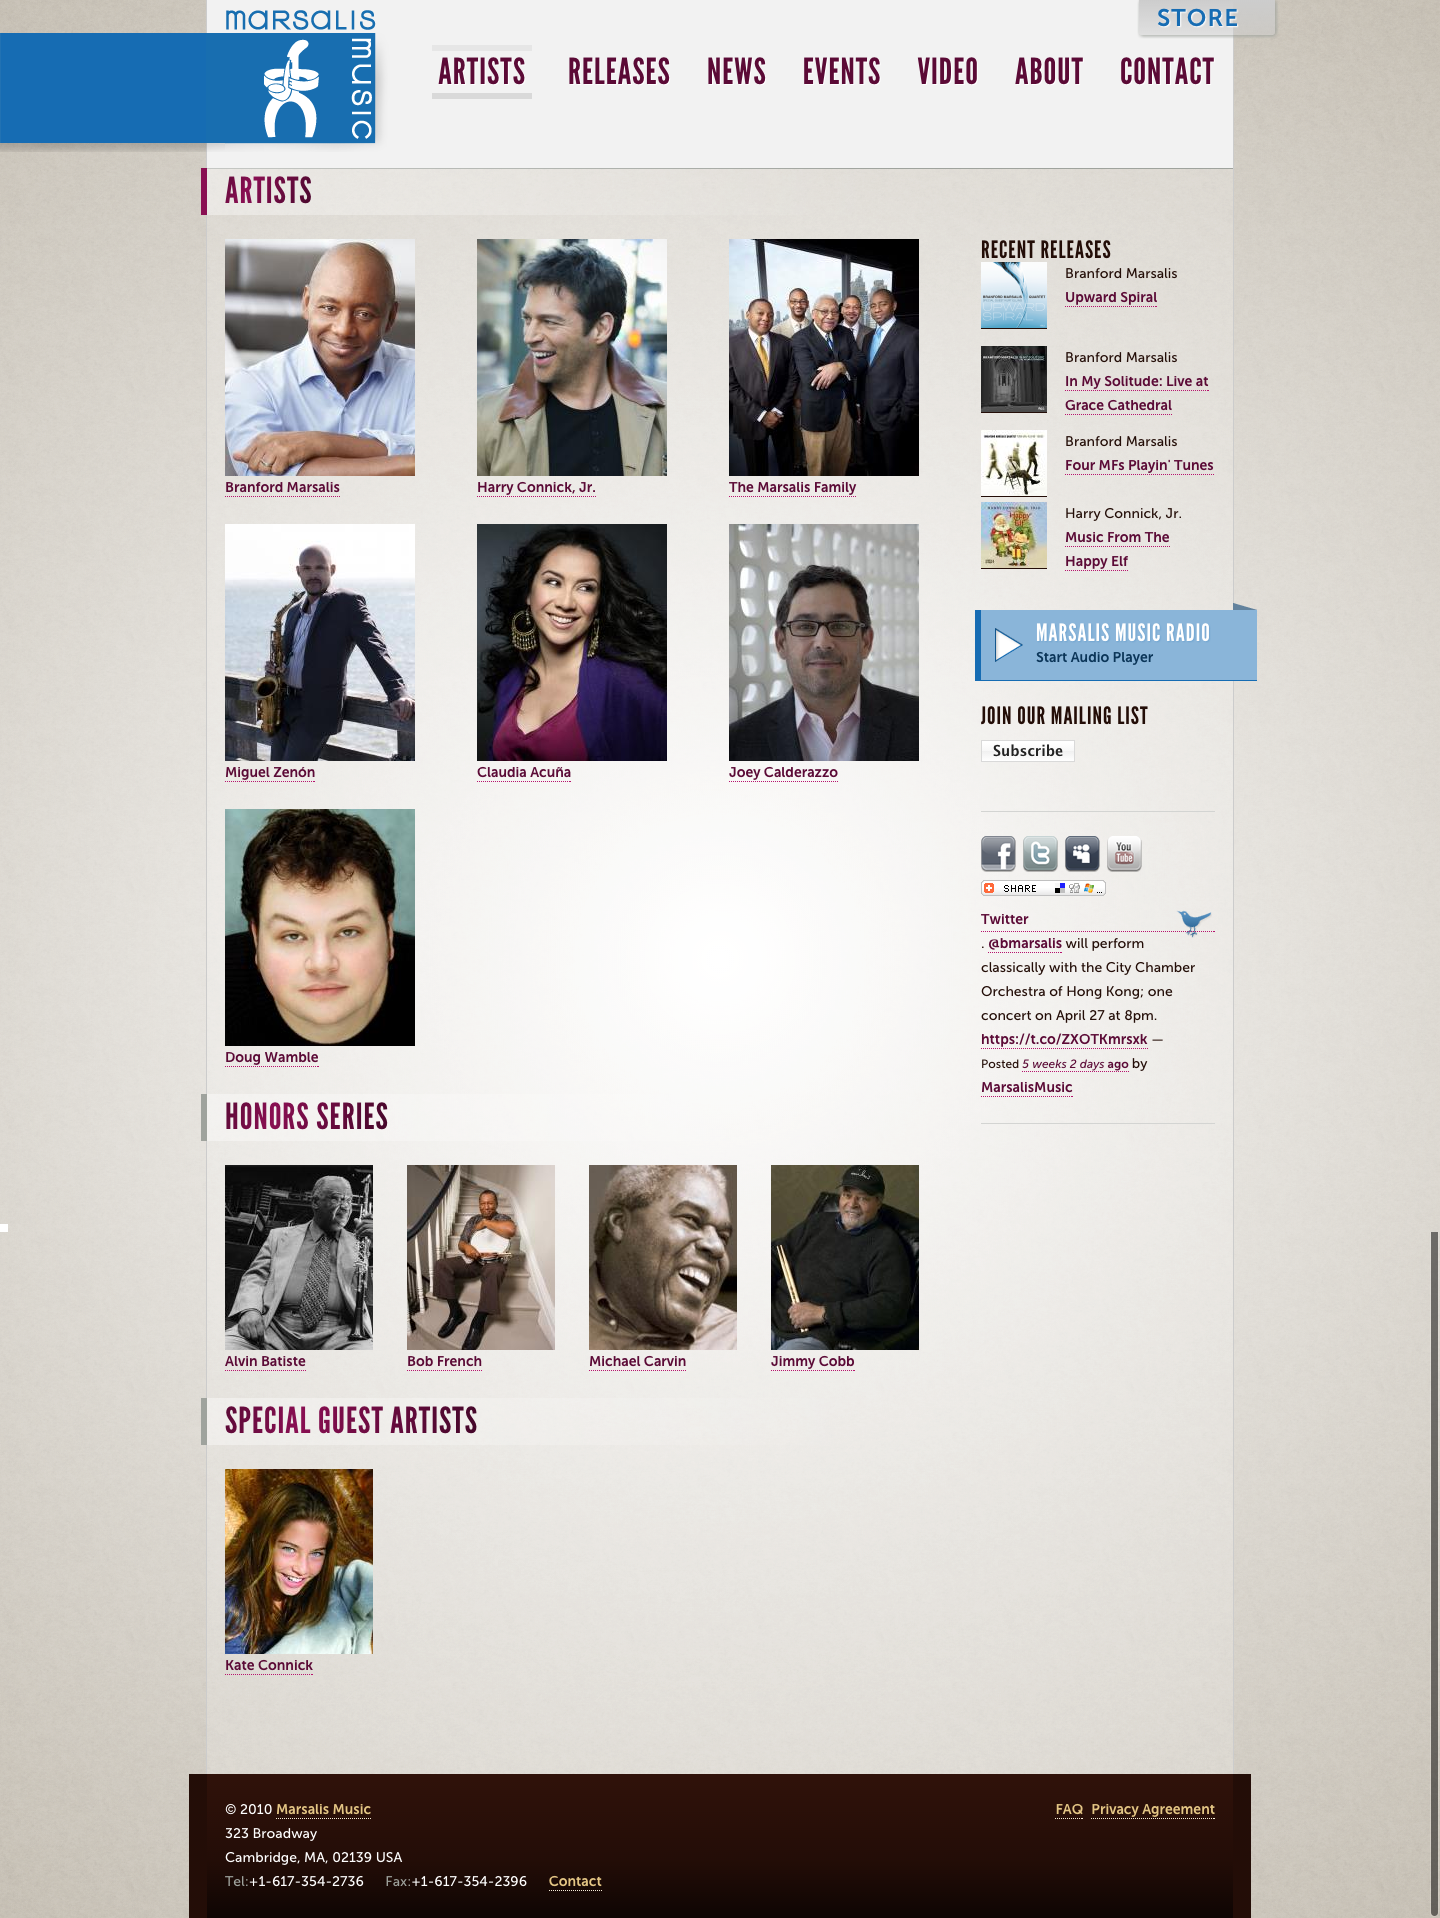 marsalis
music
STORE
ARTISTS
RELEASES
NEWS
EVENTS
VIDEO
ABOUT
CONTACT
ARTISTS
Branford Marsalis
Harry Connick, Jr.
The Marsalis Family
Miguel Zenón
Claudia Acuña
Joey Calderazzo
Doug Wamble
HONORS SERIES
Alvin Batiste
Bob French
Michael Carvin
Jimmy Cobb
SPECIAL GUEST ARTISTS
Kate Connick
RECENT RELEASES
Branford Marsalis
Upward Spiral
Branford Marsalis
In My Solitude: Live at
Grace Cathedral
Branford Marsalis
Four MFs Playin' Tunes
Harry Connick, Jr.
Music From The
Happy Elf
MARSALIS MUSIC RADIO
Start Audio Player
JOIN OUR MAILING LIST
Subscribe
You
Tube
SHARE
Twitter
. @bmarsalis will perform
classically with the City Chamber
Orchestra of Hong Kong; one
concert on April 27 at 8pm.
https://t.co/ZXOTKmrsxk —
Posted 5 weeks 2 days ago by
MarsalisMusic
© 2010 Marsalis Music
323 Broadway
Cambridge, MA, 02139 USA
Tel:+1-617-354-2736 Fax:+1-617-354-2396 Contact
FAQ Privacy Agreement